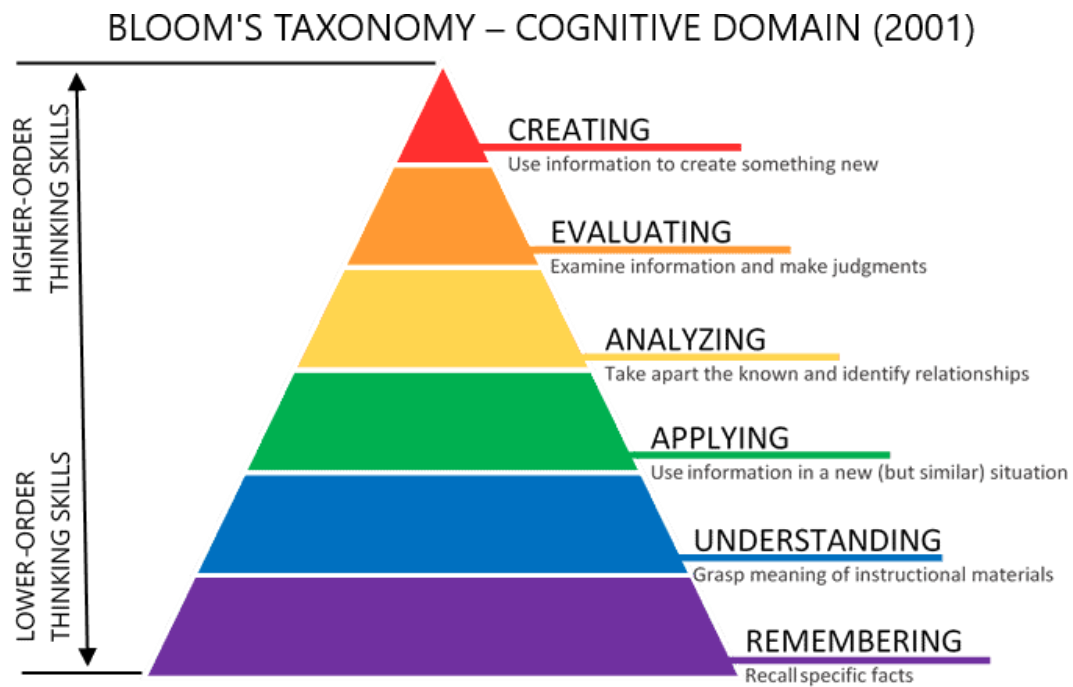 BLOOM'S TAXONOMY – COGNITIVE DOMAIN (2001)
HIGHER-ORDER
THINKING SKILLS
CREATING
Use information to create something new
EVALUATING
Examine information and make judgments
ANALYZING
Take apart the known and identify relationships
APPLYING
Use information in a new (but similar) situation
LOWER-ORDER
THINKING SKILLS
UNDERSTANDING
Grasp meaning of instructional materials
REMEMBERING
Recall specific facts